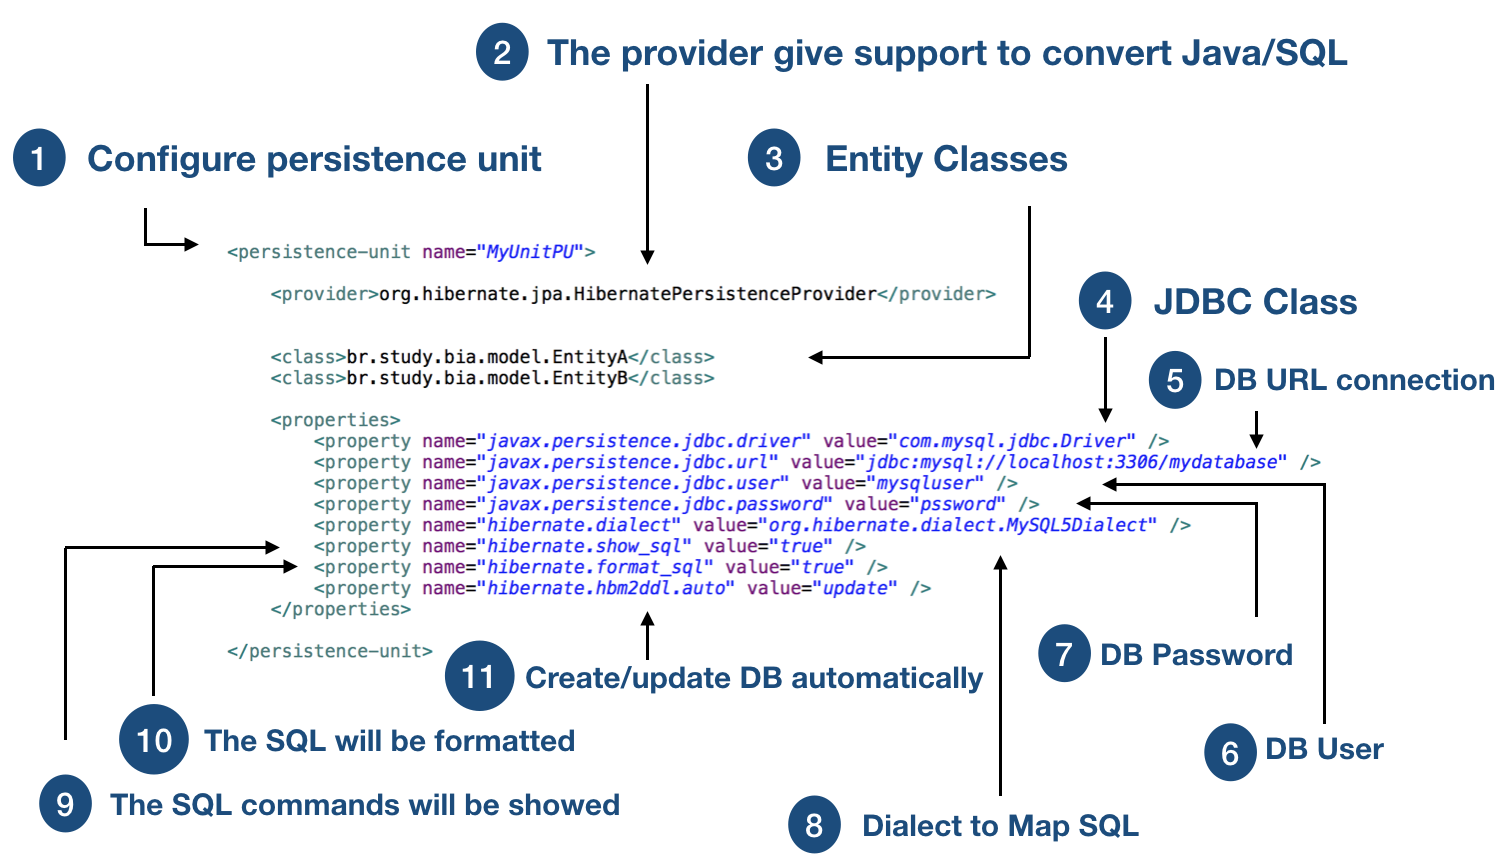 2 The provider give support to convert Java/SQL
1 Configure persistence unit
3 Entity Classes
<persistence-unit name="MyUnitPU">
<provider>org.hibernate.jpa.HibernatePersistenceProvider</provider>
4 JDBC Class
<class>br.study.bia.model.EntityA</class>
<class>br.study.bia.model.EntityB</class>
5 DB URL connection
<properties>
<property name="javax.persistence.jdbc.driver" value="com.mysql.jdbc.Driver" />
<property name="javax.persistence.jdbc.url" value="jdbc:mysql://localhost:3306/mydatabase" />
<property name="javax.persistence.jdbc.user" value="mysqluser" />
<property name="javax.persistence.jdbc.password" value="pssword" />
<property name="hibernate.dialect" value="org.hibernate.dialect.MySQL5Dialect" />
<property name="hibernate.show_sql" value="true" />
<property name="hibernate.format_sql" value="true" />
<property name="hibernate.hbm2ddl.auto" value="update" />
</properties>
</persistence-unit>
7 DB Password
11 Create/update DB automatically
10 The SQL will be formatted
6 DB User
9 The SQL commands will be showed
8 Dialect to Map SQL